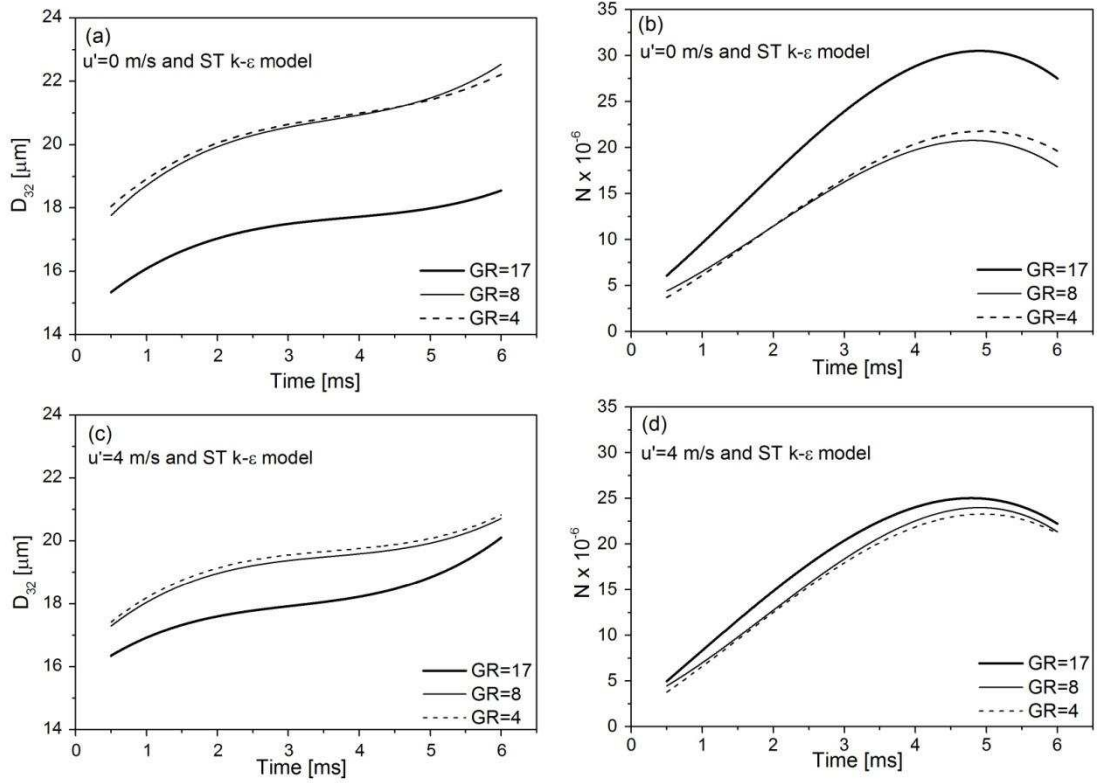 (a)
u'=0 m/s and ST k-ε model
D32 [μm]
24
22
20
18
16
14
0 1 2 3 4 5 6
Time [ms]
GR=17
GR=8
GR=4
(b)
u'=0 m/s and ST k-ε model
N x 10^-6
35
30
25
20
15
10
5
0
0 1 2 3 4 5 6
Time [ms]
GR=17
GR=8
GR=4
(c)
u'=4 m/s and ST k-ε model
D32 [μm]
24
22
20
18
16
14
0 1 2 3 4 5 6
Time [ms]
GR=17
GR=8
GR=4
(d)
u'=4 m/s and ST k-ε model
N x 10^-6
35
30
25
20
15
10
5
0
0 1 2 3 4 5 6
Time [ms]
GR=17
GR=8
GR=4